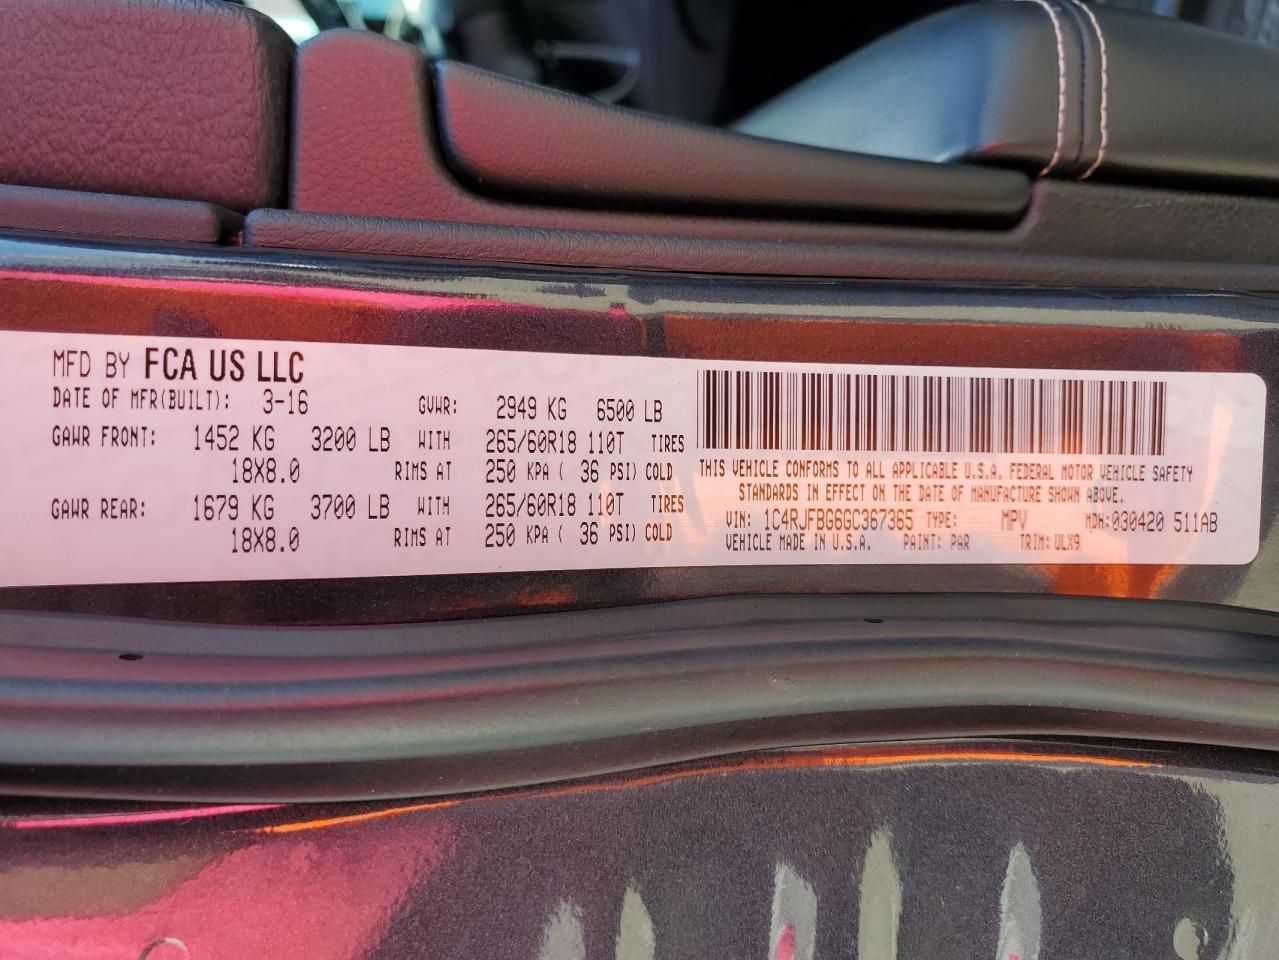 MFD BY FCA US LLC
DATE OF MFR(BUILT): 3-16 GVWR: 2949 KG 6500 LB
GAWR FRONT: 1452 KG 3200 LB WITH 265/60R18 110T TIRES
18X8.0 RIMS AT 250 KPA ( 36 PSI) COLD
GAWR REAR: 1679 KG 3700 LB WITH 265/60R18 110T TIRES
18X8.0 RIMS AT 250 KPA ( 36 PSI) COLD
THIS VEHICLE CONFORMS TO ALL APPLICABLE U.S.A. FEDERAL MOTOR VEHICLE SAFETY
STANDARDS IN EFFECT ON THE DATE OF MANUFACTURE SHOWN ABOVE.
VIN: 1C4RJFBG6GC367365 TYPE: MPV MDH:030420 511AB
VEHICLE MADE IN U.S.A. PAINT: PAR TRIM: ULX9